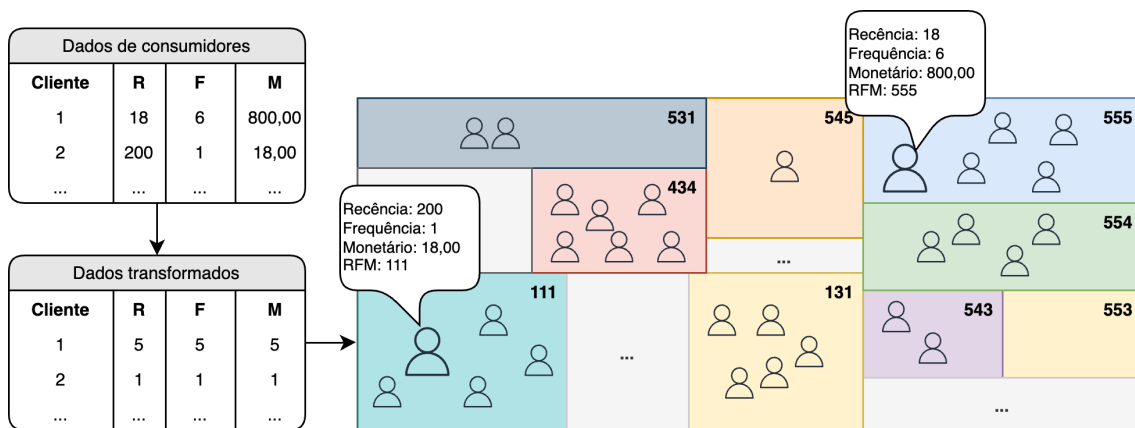 Dados de consumidores
Cliente R F M
1 18 6 800,00
2 200 1 18,00
... ... ... ...
Dados transformados
Cliente R F M
1 5 5 5
2 1 1 1
... ... ... ...
Recência: 18
Frequência: 6
Monetário: 800,00
RFM: 555
531
545
555
434
Recência: 200
Frequência: 1
Monetário: 18,00
RFM: 111
554
...
111
131
543
553
...
...